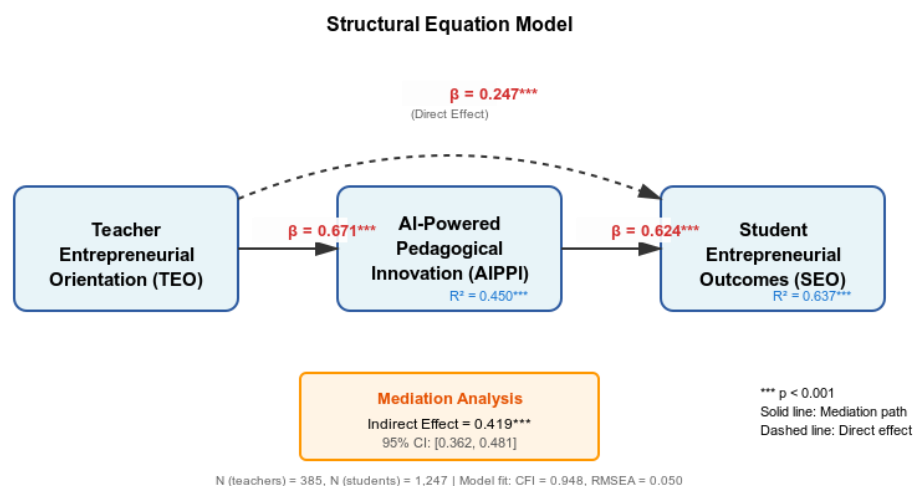 Structural Equation Model
β = 0.247***
(Direct Effect)
Teacher
Entrepreneurial
Orientation (TEO)
β = 0.671***
AI-Powered
Pedagogical
Innovation (AIPPI)
R² = 0.450***
β = 0.624***
Student
Entrepreneurial
Outcomes (SEO)
R² = 0.637***
Mediation Analysis
Indirect Effect = 0.419***
95% CI: [0.362, 0.481]
*** p < 0.001
Solid line: Mediation path
Dashed line: Direct effect
N (teachers) = 385, N (students) = 1,247 | Model fit: CFI = 0.948, RMSEA = 0.050